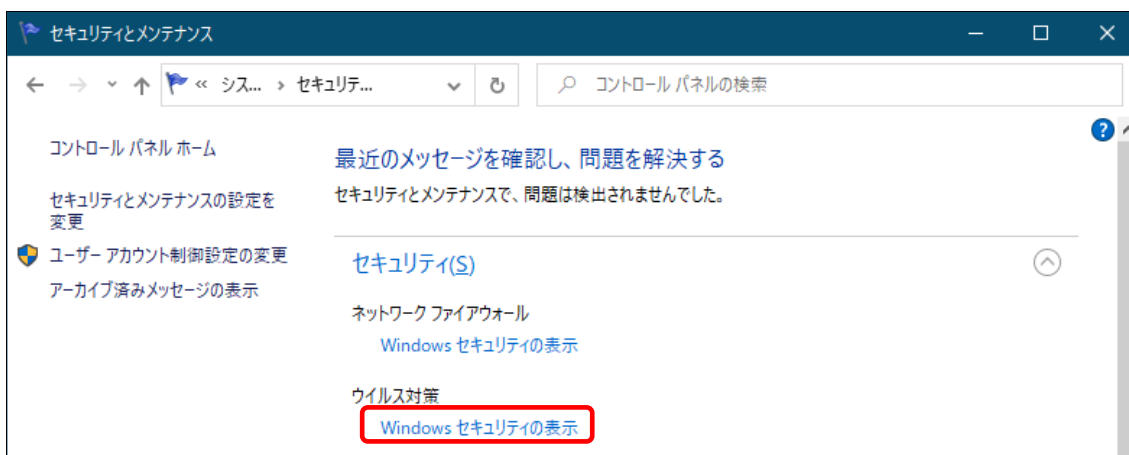 セキュリティとメンテナンス
« シス... › セキュリテ...
コントロール パネルの検索
コントロール パネル ホーム
セキュリティとメンテナンスの設定を
変更
ユーザー アカウント制御設定の変更
アーカイブ済みメッセージの表示
最近のメッセージを確認し、問題を解決する
セキュリティとメンテナンスで、問題は検出されませんでした。
セキュリティ(S)
ネットワーク ファイアウォール
Windows セキュリティの表示
ウイルス対策
Windows セキュリティの表示